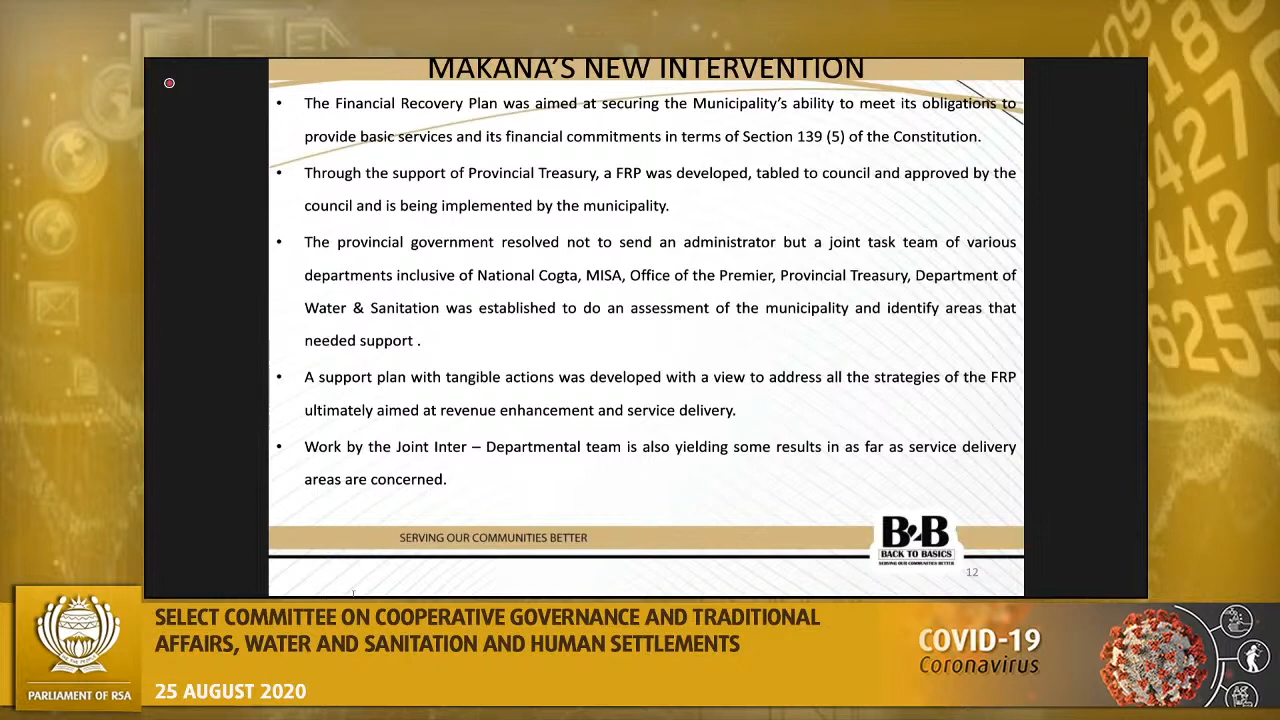 MAKANA'S NEW INTERVENTION
• The Financial Recovery Plan was aimed at securing the Municipality's ability to meet its obligations to
provide basic services and its financial commitments in terms of Section 139 (5) of the Constitution.
• Through the support of Provincial Treasury, a FRP was developed, tabled to council and approved by the
council and is being implemented by the municipality.
• The provincial government resolved not to send an administrator but a joint task team of various
departments inclusive of National Cogta, MISA, Office of the Premier, Provincial Treasury, Department of
Water & Sanitation was established to do an assessment of the municipality and identify areas that
needed support .
• A support plan with tangible actions was developed with a view to address all the strategies of the FRP
ultimately aimed at revenue enhancement and service delivery.
• Work by the Joint Inter – Departmental team is also yielding some results in as far as service delivery
areas are concerned.
SERVING OUR COMMUNITIES BETTER
B2B
BACK TO BASICS
SERVING OUR COMMUNITIES BETTER
12
PARLIAMENT OF RSA
SELECT COMMITTEE ON COOPERATIVE GOVERNANCE AND TRADITIONAL
AFFAIRS, WATER AND SANITATION AND HUMAN SETTLEMENTS
25 AUGUST 2020
COVID-19
Coronavirus